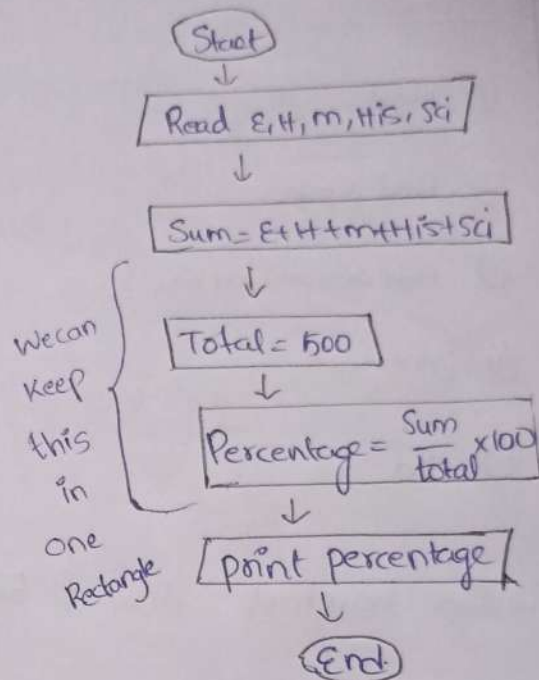 Start
Read E, H, m, His, Sci
Sum = E+H+m+His+Sci
Total = 500
Percentage = Sum/total ×100
print percentage
End
We can
Keep
this
in
one
Rectangle